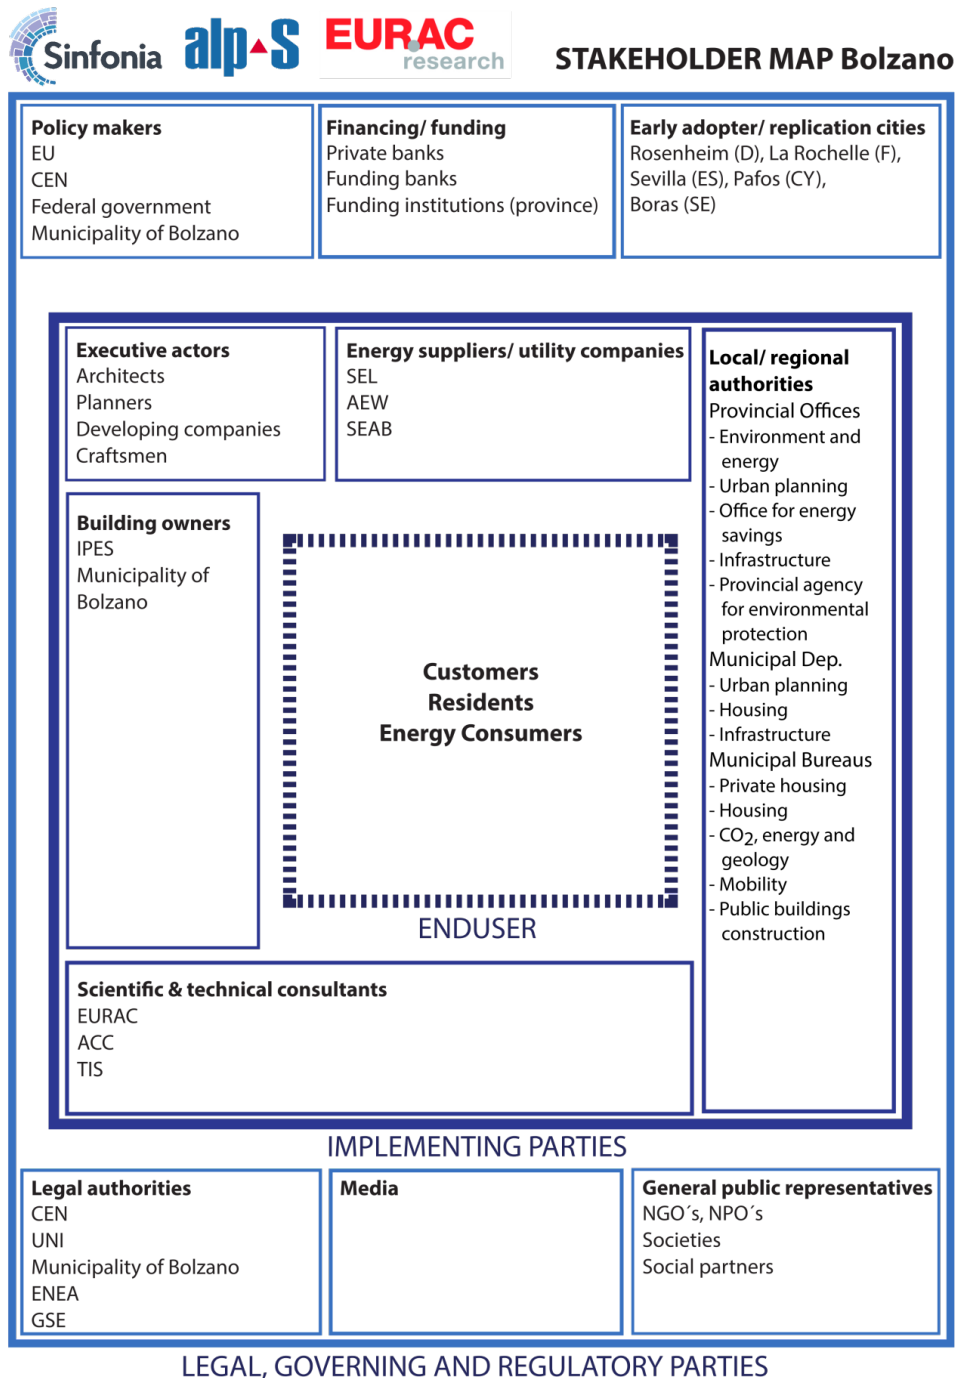 Sinfonia
alpS
EURAC
research
STAKEHOLDER MAP Bolzano
Policy makers
EU
CEN
Federal government
Municipality of Bolzano
Financing/ funding
Private banks
Funding banks
Funding institutions (province)
Early adopter/ replication cities
Rosenheim (D), La Rochelle (F),
Sevilla (ES), Pafos (CY),
Boras (SE)
Executive actors
Architects
Planners
Developing companies
Craftsmen
Energy suppliers/ utility companies
SEL
AEW
SEAB
Local/ regional
authorities
Provincial Offices
- Environment and
energy
- Urban planning
- Office for energy
savings
- Infrastructure
- Provincial agency
for environmental
protection
Municipal Dep.
- Urban planning
- Housing
- Infrastructure
Municipal Bureaus
- Private housing
- Housing
- CO2, energy and
geology
- Mobility
- Public buildings
construction
Building owners
IPES
Municipality of
Bolzano
Customers
Residents
Energy Consumers
ENDUSER
Scientific & technical consultants
EURAC
ACC
TIS
IMPLEMENTING PARTIES
Legal authorities
CEN
UNI
Municipality of Bolzano
ENEA
GSE
Media
General public representatives
NGO´s, NPO´s
Societies
Social partners
LEGAL, GOVERNING AND REGULATORY PARTIES